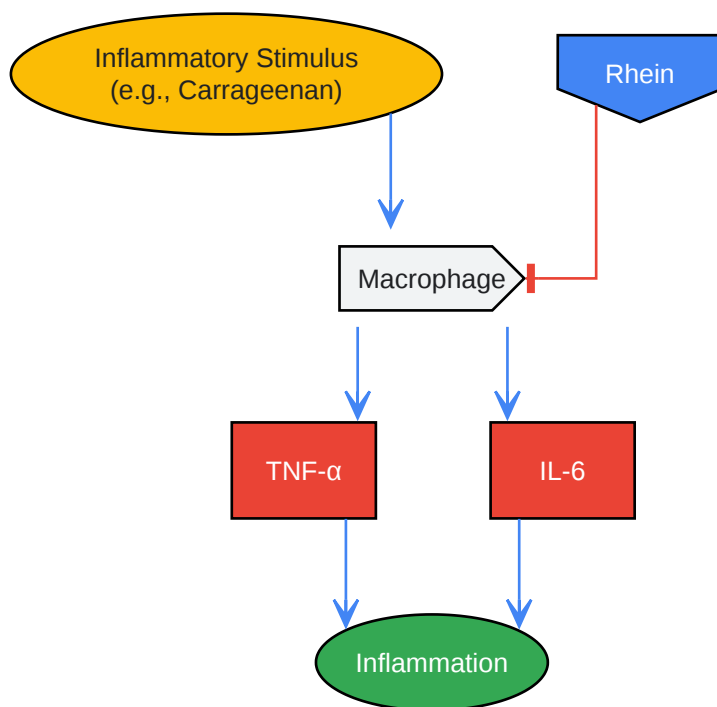 Inflammatory Stimulus
(e.g., Carrageenan)
Rhein
Macrophage
TNF-α
IL-6
Inflammation